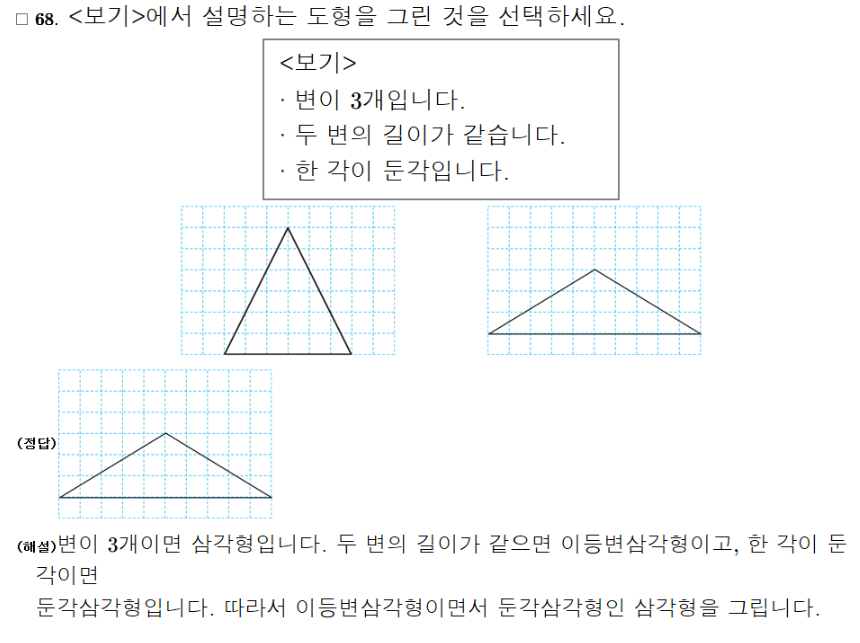 □ 68. <보기>에서 설명하는 도형을 그린 것을 선택하세요.
<보기>
· 변이 3개입니다.
· 두 변의 길이가 같습니다.
· 한 각이 둔각입니다.
(정답)
(해설)변이 3개이면 삼각형입니다. 두 변의 길이가 같으면 이등변삼각형이고, 한 각이 둔
각이면
둔각삼각형입니다. 따라서 이등변삼각형이면서 둔각삼각형인 삼각형을 그립니다.